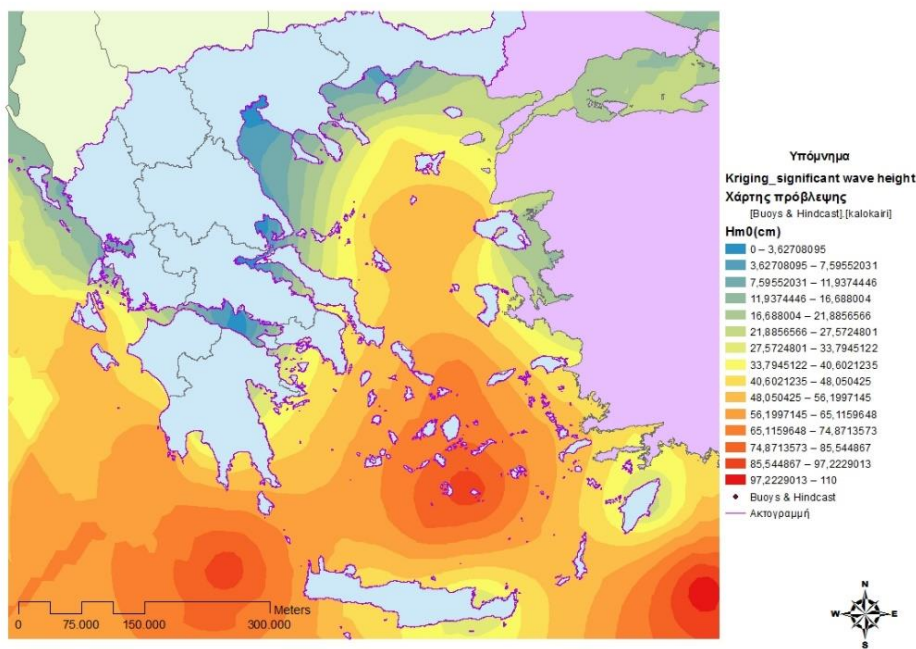 Υπόμνημα
Kriging_significant wave height
Χάρτης πρόβλεψης
[Buoys & Hindcast].[kalokairi]
Hm0(cm)
0 – 3,62708095
3,62708095 – 7,59552031
7,59552031 – 11,9374446
11,9374446 – 16,688004
16,688004 – 21,8856566
21,8856566 – 27,5724801
27,5724801 – 33,7945122
33,7945122 – 40,6021235
40,6021235 – 48,050425
48,050425 – 56,1997145
56,1997145 – 65,1159648
65,1159648 – 74,8713573
74,8713573 – 85,544867
85,544867 – 97,2229013
97,2229013 – 110
Buoys & Hindcast
Ακτογραμμή
Meters
0 75.000 150.000 300.000
N
W E
S